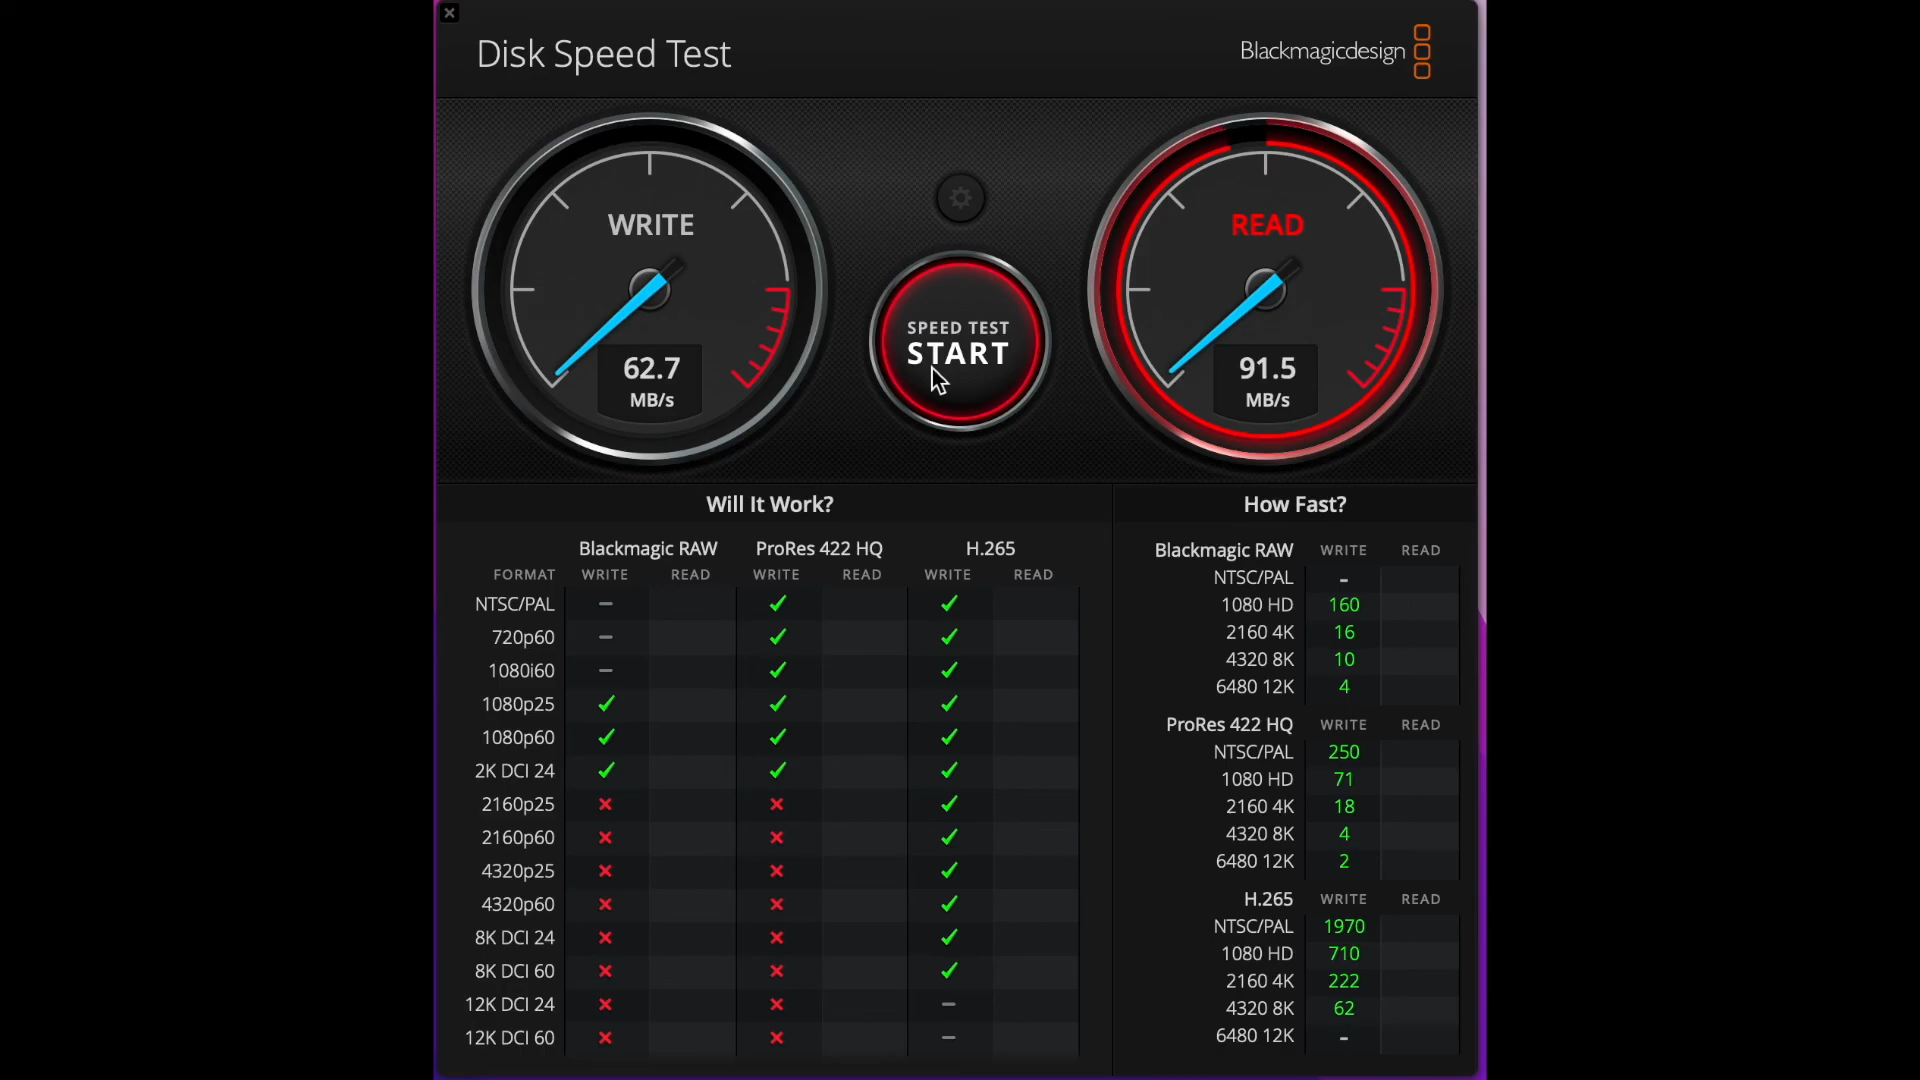 Disk Speed Test
Blackmagicdesign
WRITE
62.7
MB/s
SPEED TEST
START
READ
91.5
MB/s
Will It Work?
Blackmagic RAW ProRes 422 HQ H.265
FORMAT WRITE READ WRITE READ WRITE READ
NTSC/PAL – ✓ ✓
720p60 – ✓ ✓
1080i60 – ✓ ✓
1080p25 ✓ ✓ ✓
1080p60 ✓ ✓ ✓
2K DCI 24 ✓ ✓ ✓
2160p25 ✗ ✗ ✓
2160p60 ✗ ✗ ✓
4320p25 ✗ ✗ ✓
4320p60 ✗ ✗ ✓
8K DCI 24 ✗ ✗ ✓
8K DCI 60 ✗ ✗ ✓
12K DCI 24 ✗ ✗ –
12K DCI 60 ✗ ✗ –
How Fast?
Blackmagic RAW WRITE READ
NTSC/PAL -
1080 HD 160
2160 4K 16
4320 8K 10
6480 12K 4
ProRes 422 HQ WRITE READ
NTSC/PAL 250
1080 HD 71
2160 4K 18
4320 8K 4
6480 12K 2
H.265 WRITE READ
NTSC/PAL 1970
1080 HD 710
2160 4K 222
4320 8K 62
6480 12K -